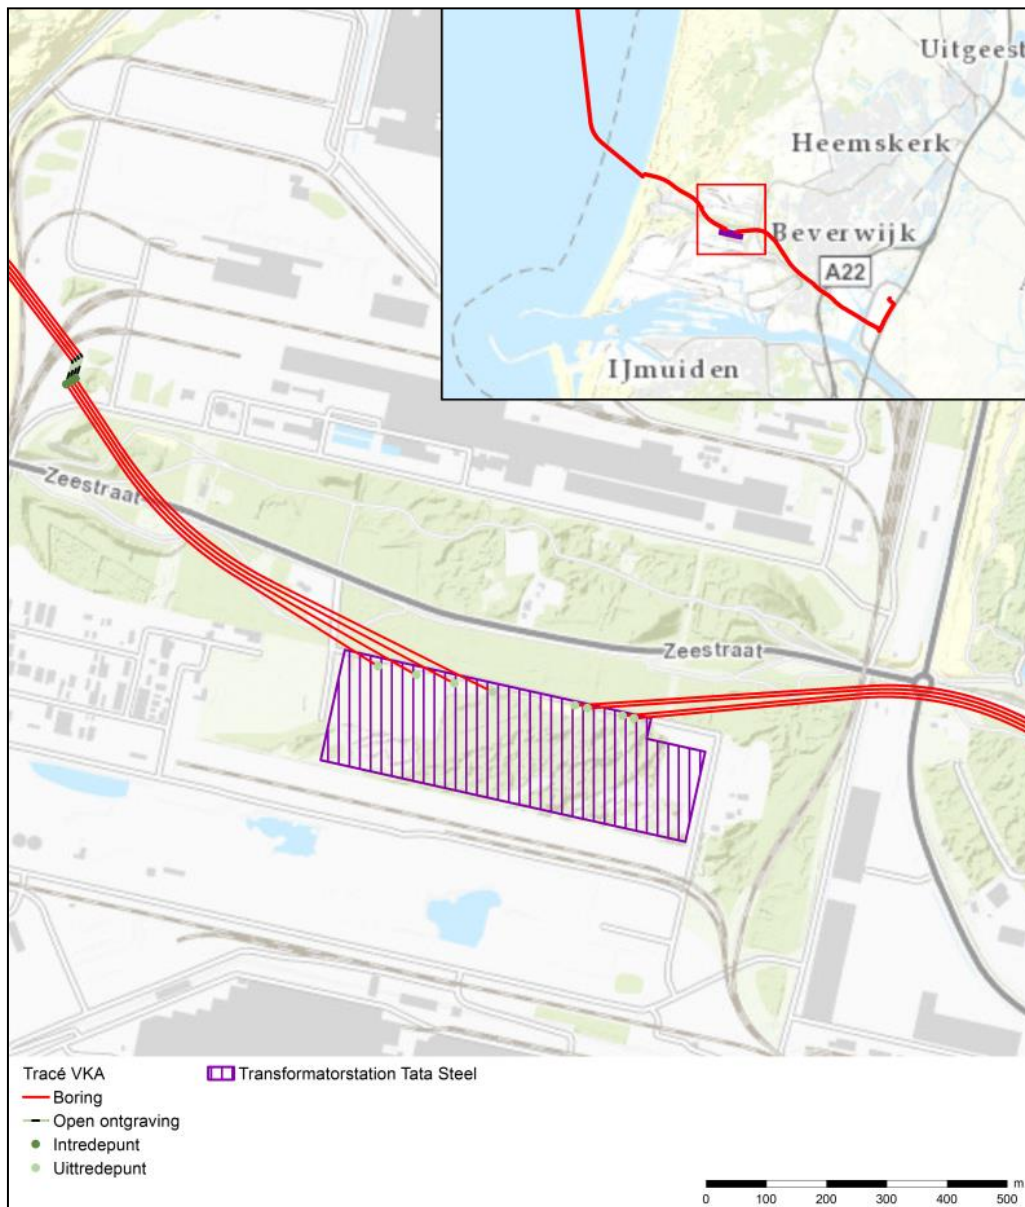 Uitgeest
Heemskerk
Beverwijk
A22
IJmuiden
Zeestraat
Zeestraat
Tracé VKA
Transformatorstation Tata Steel
Boring
Open ontgraving
Intredepunt
Uittredepunt
m
0 100 200 300 400 500